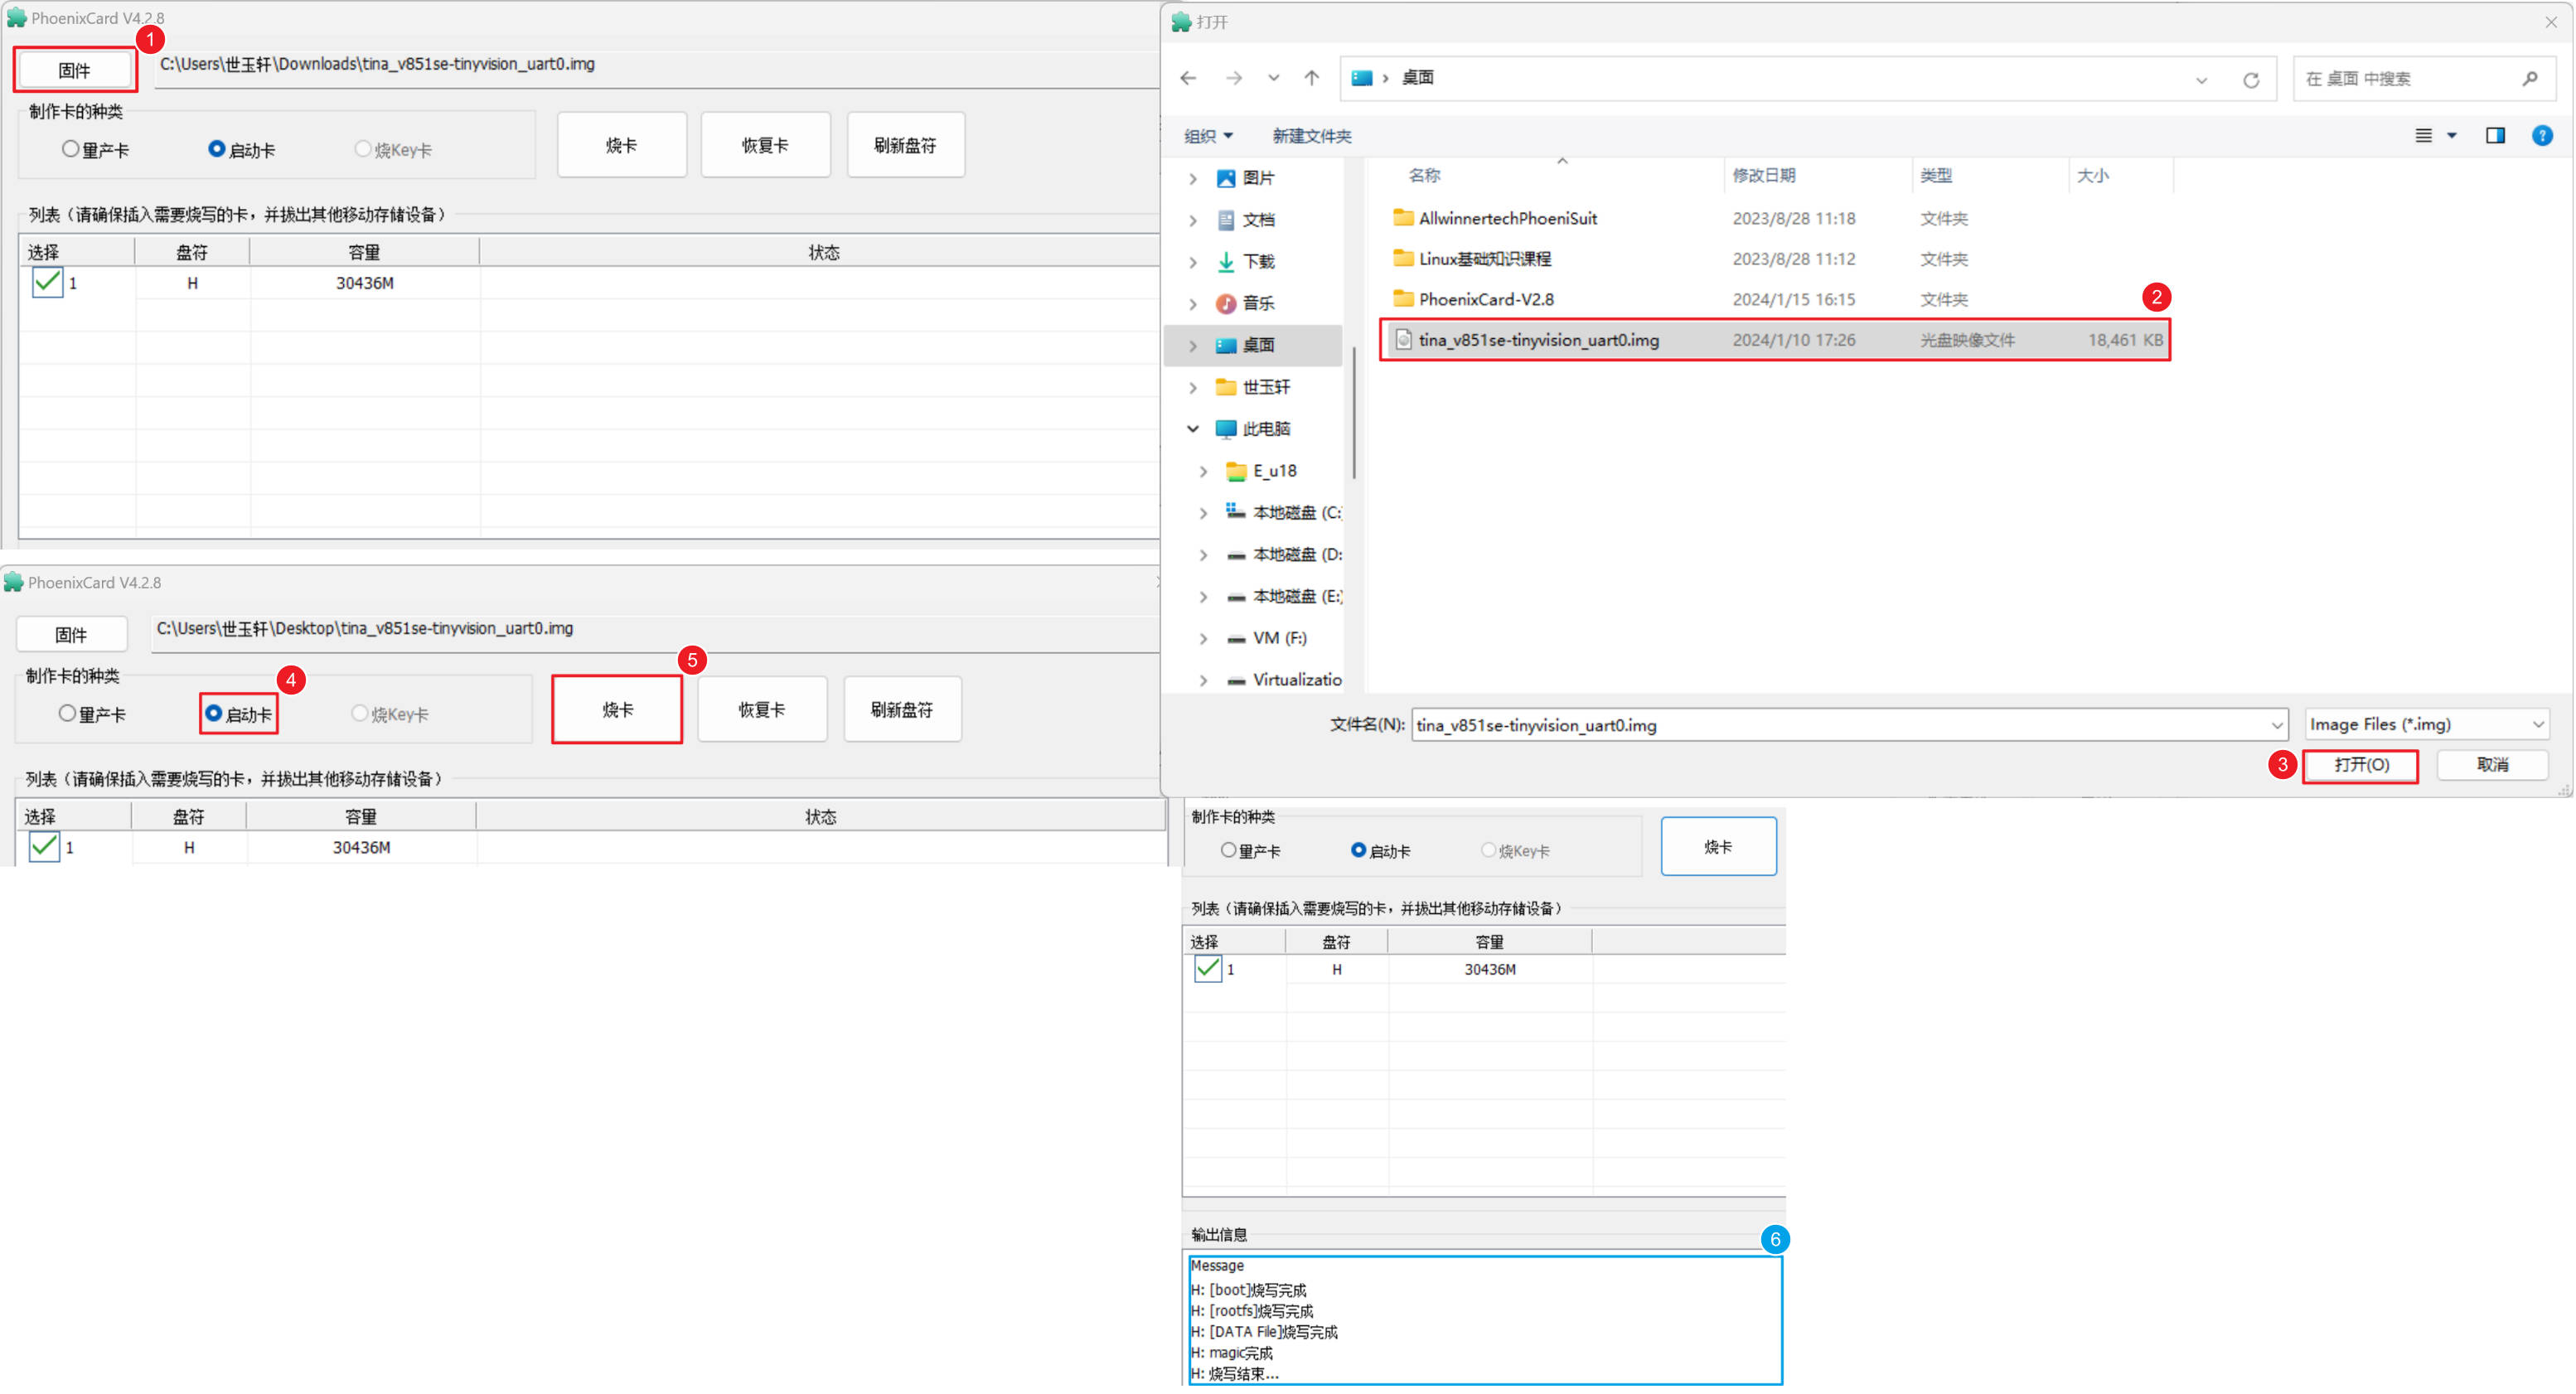 PhoenixCard V4.2.8
1
固件
C:\Users\世玉轩\Downloads\tina_v851se-tinyvision_uart0.img
制作卡的种类
量产卡 启动卡 烧Key卡
烧卡 恢复卡 刷新盘符
列表（请确保插入需要烧写的卡，并拔出其他移动存储设备）
选择 盘符 容量 状态
1 H 30436M
打开
桌面
在 桌面 中搜索
组织 新建文件夹
名称 修改日期 类型 大小
图片
文档
下载
音乐
桌面
世玉轩
此电脑
E_u18
本地磁盘 (C:
本地磁盘 (D:
本地磁盘 (E:)
VM (F:)
Virtualizatio
AllwinnertechPhoeniSuit 2023/8/28 11:18 文件夹
Linux基础知识课程 2023/8/28 11:12 文件夹
PhoenixCard-V2.8 2024/1/15 16:15 文件夹
2
tina_v851se-tinyvision_uart0.img 2024/1/10 17:26 光盘映像文件 18,461 KB
文件名(N): tina_v851se-tinyvision_uart0.img Image Files (*.img)
3 打开(O) 取消
PhoenixCard V4.2.8
固件
C:\Users\世玉轩\Desktop\tina_v851se-tinyvision_uart0.img
制作卡的种类
4
5
量产卡 启动卡 烧Key卡
烧卡 恢复卡 刷新盘符
列表（请确保插入需要烧写的卡，并拔出其他移动存储设备）
选择 盘符 容量 状态
1 H 30436M
制作卡的种类
量产卡 启动卡 烧Key卡
烧卡
列表（请确保插入需要烧写的卡，并拔出其他移动存储设备）
选择 盘符 容量
1 H 30436M
输出信息
6
Message
H: [boot]烧写完成
H: [rootfs]烧写完成
H: [DATA File]烧写完成
H: magic完成
H: 烧写结束...